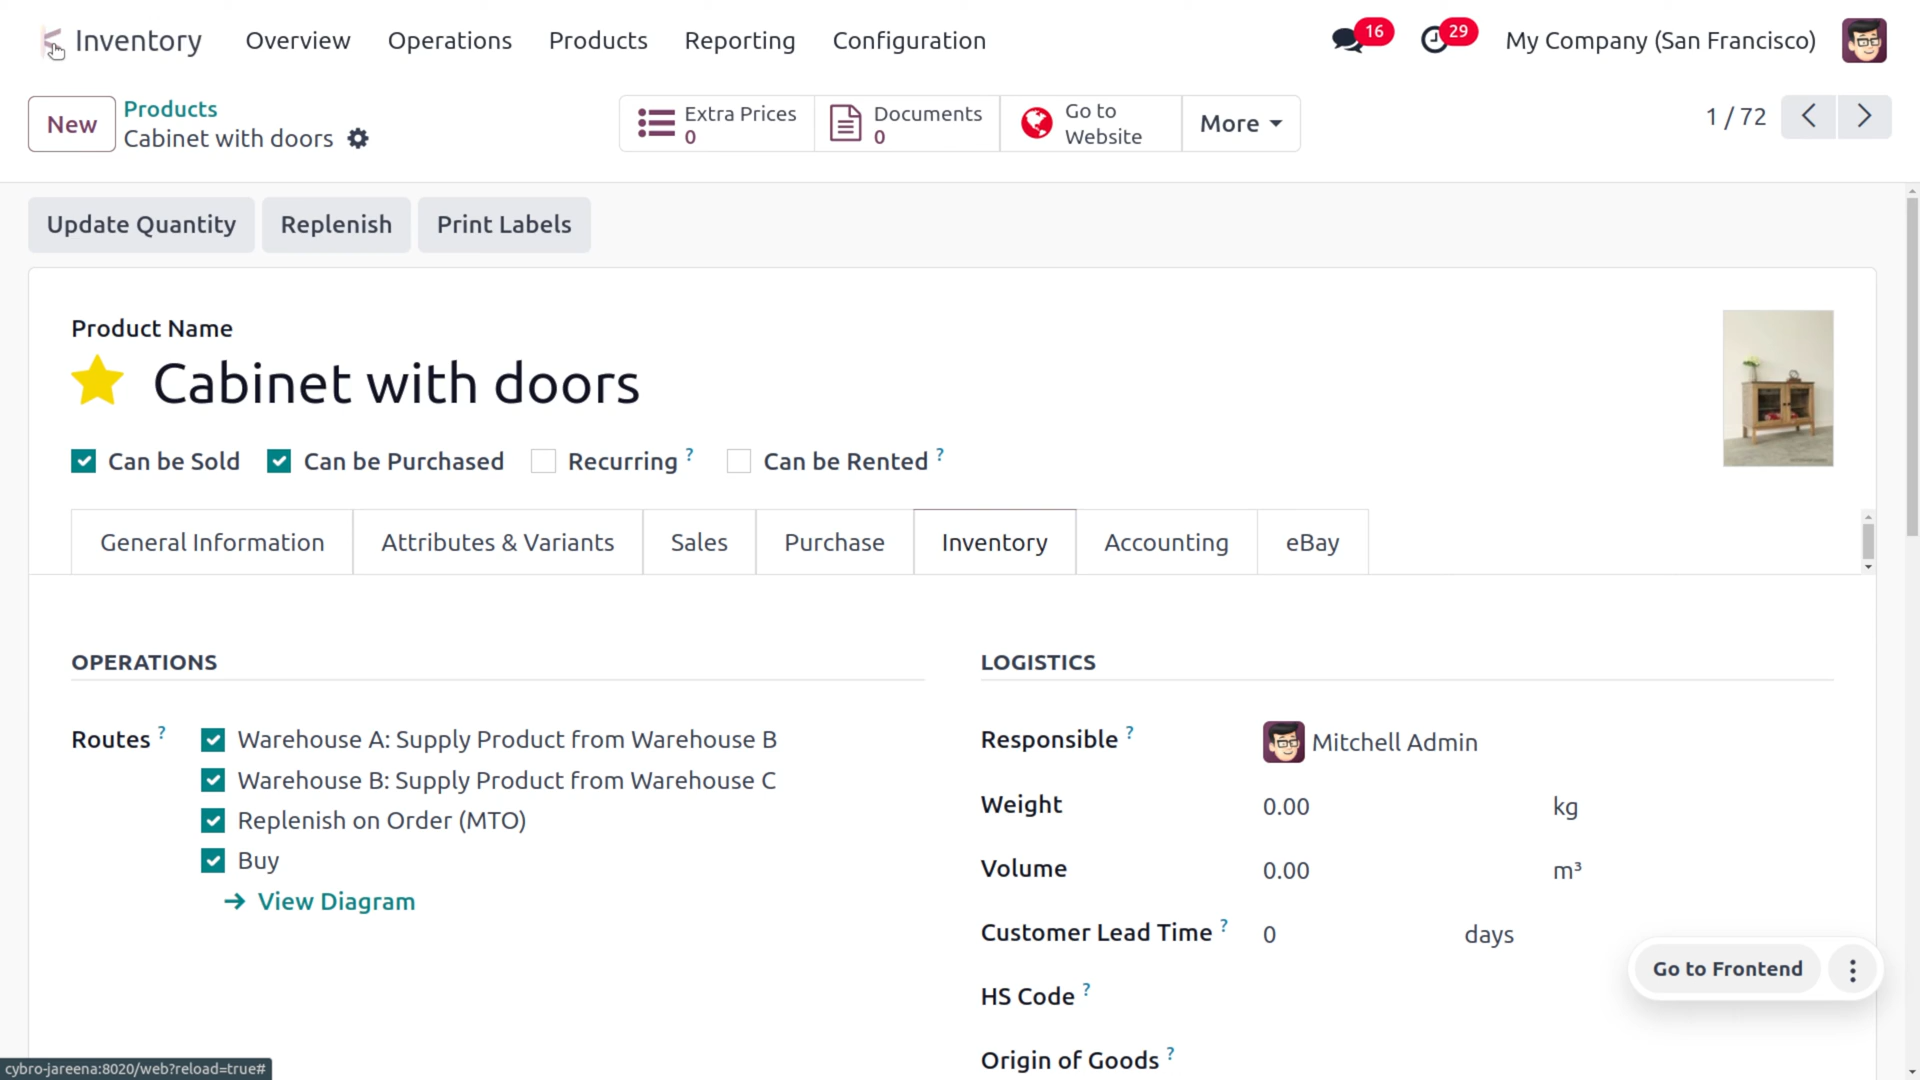 Inventory Overview Operations Products Reporting Configuration 16 29 My Company (San Francisco)
New Products Cabinet with doors
Extra Prices 0
Documents 0
Go to Website
More
1 / 72
Update Quantity Replenish Print Labels
Product Name
Cabinet with doors
Can be Sold Can be Purchased Recurring ? Can be Rented ?
General Information Attributes & Variants Sales Purchase Inventory Accounting eBay
OPERATIONS
Routes ? Warehouse A: Supply Product from Warehouse B
Warehouse B: Supply Product from Warehouse C
Replenish on Order (MTO)
Buy
→ View Diagram
LOGISTICS
Responsible ? Mitchell Admin
Weight 0.00 kg
Volume 0.00 m³
Customer Lead Time ? 0 days
HS Code ?
Origin of Goods ?
Go to Frontend
cybro-jareena:8020/web?reload=true#